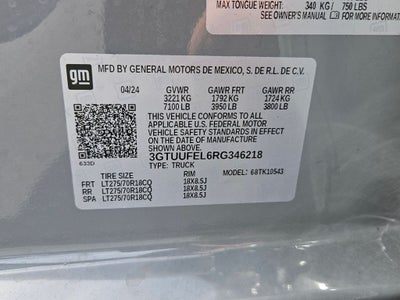 MAX TONGUE WEIGHT: 340 KG / 750 LBS
SEE OWNER'S MANUAL FOR MORE INFORMATION
gm
MFD BY GENERAL MOTORS DE MEXICO, S. DE R.L. DE C.V.
04/24 GVWR GAWR FRT GAWR RR
3221 KG 1792 KG 1724 KG
7100 LB 3950 LB 3800 LB
THIS VEHICLE CONFORMS TO ALL
APPLICABLE U.S. FEDERAL MOTOR
VEHICLE SAFETY STANDARDS IN EFFECT ON
THE DATE OF MANUFACTURE SHOWN ABOVE.
3GTUUFEL6RG346218
633D TYPE: TRUCK
TIRE SIZE RIM 68TK10543
FRT LT275/70R18CQ 18X8.5J
RR LT275/70R18CQ 18X8.5J
SPA LT275/70R18CQ 18X8.5J